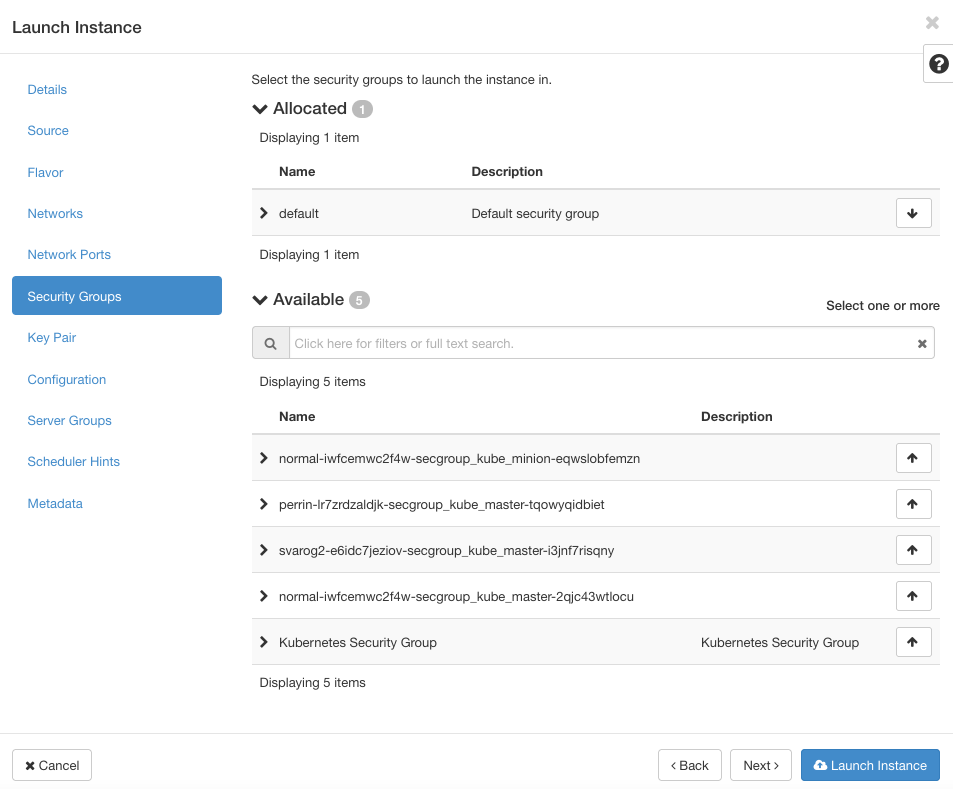 Launch Instance
Details
Source
Flavor
Networks
Network Ports
Security Groups
Key Pair
Configuration
Server Groups
Scheduler Hints
Metadata
Select the security groups to launch the instance in.
Allocated 1
Displaying 1 item
Name Description
default Default security group
Displaying 1 item
Available 5
Select one or more
Click here for filters or full text search.
Displaying 5 items
Name Description
normal-iwfcemwc2f4w-secgroup_kube_minion-eqwslobfemzn
perrin-lr7zrdzaldjk-secgroup_kube_master-tqowyqidbiet
svarog2-e6idc7jeziov-secgroup_kube_master-i3jnf7risqny
normal-iwfcemwc2f4w-secgroup_kube_master-2qjc43wtlocu
Kubernetes Security Group Kubernetes Security Group
Displaying 5 items
Cancel
< Back
Next >
Launch Instance